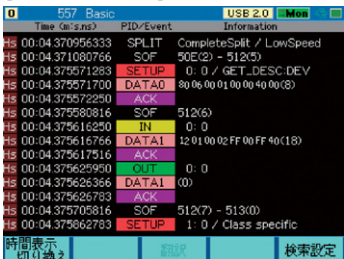 0 557 Basic USB 2.0 Mon
Time (m:s.ns) PID/Event Information
HS 00:04.370956333 SPLIT CompleteSplit / LowSpeed
HS 00:04.371080766 SOF 50E(2) - 512(5)
HS 00:04.375571283 SETUP 0: 0 / GET_DESC:DEV
HS 00:04.375571700 DATA0 80 06 00 01 00 00 40 00(8)
HS 00:04.375572250 ACK
HS 00:04.375580816 SOF 512(6)
HS 00:04.375616250 IN 0: 0
HS 00:04.375616766 DATA1 12 01 00 02 FF 00 FF 40(18)
HS 00:04.375617516 ACK
HS 00:04.375625950 OUT 0: 0
HS 00:04.375626366 DATA1 (0)
HS 00:04.375626783 ACK
HS 00:04.375705816 SOF 512(7) - 513(0)
HS 00:04.375862783 SETUP 1: 0 / Class specific
時間表示 翻訳 検索設定
切り換え